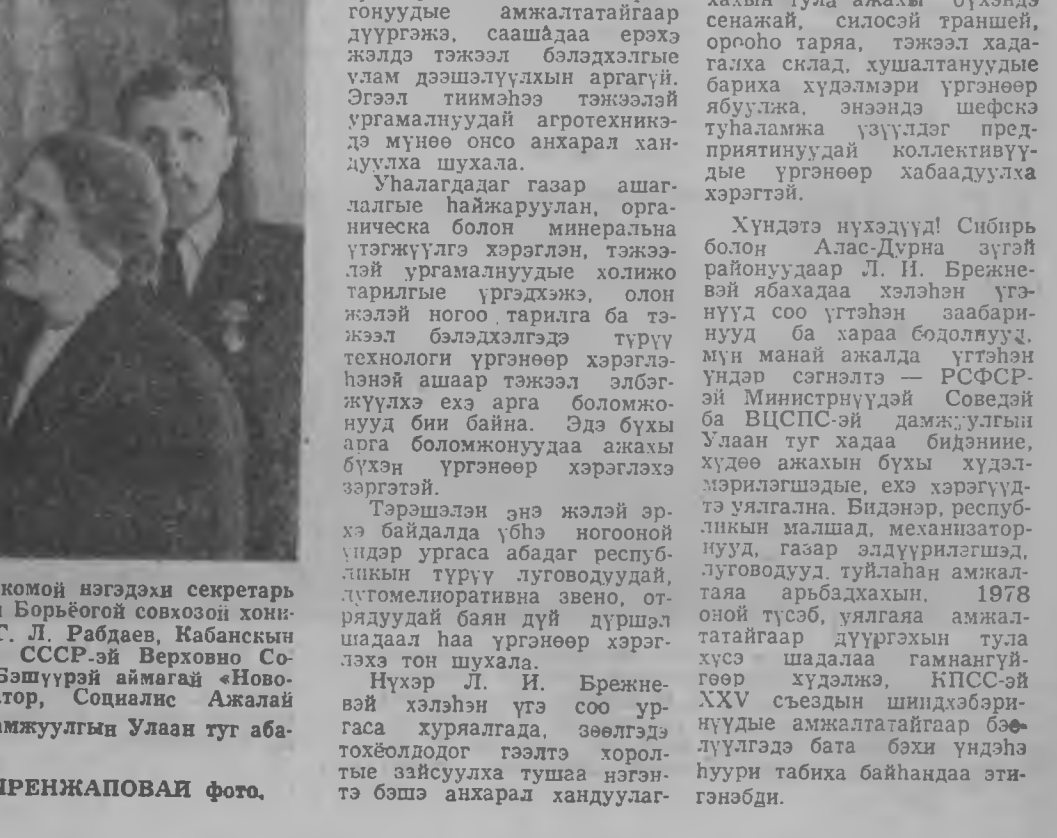 комой нэгэдэхи секретарь
Борьёогой совхозой хони-
Г. Л. Рабдаев, Кабанскын
СССР-эй Верховно Со-
Бэшүүрэй аймагай «Ново-
тор, Социалис Ажалай
амжуулгын Улаан туг аба-
ЫРЕНЖАПОВАЙ фото.
гонуудые амжалтатайгаар
дүүргэжэ, саашадаа ерэхэ
жэлдэ тэжээл бэлэдхэлгые
улам дээшэлүүлхын аргагүй.
Эгээл тиимэһээ тэжээлэй
ургамалнуудай агротехникэ-
дэ мүнөө онсо анхарал хан-
дуулха шухала.
Уһалагдадаг газар ашаг-
лалгые һайжаруулан, орга-
ническа болон минеральна
үтэгжүүлгэ хэрэглэн, тэжээ-
лэй ургамалнуудые холижо
тарилгые үргэдхэжэ, олон
жэлэй ногоо тарилга ба тэ-
жээл бэлэдхэлгэдэ түрүү
технологи үргэнөөр хэрэглэ-
һэнэй ашаар тэжээл элбэг-
жүүлхэ ехэ арга боломжо-
нууд бии байна. Эдэ бүхы
арга боломжонуудаа ажахы
бүхэн үргэнөөр хэрэглэхэ
зэргэтэй.
Тэрэшэлэн энэ жэлэй эр-
хэ байдалда үбһэ ногооной
үндэр ургаса абадаг респуб-
ликын түрүү луговодуудай,
лугомелиоративна звено, от-
рядуудай баян дүй дүршэл
шадаал һаа үргэнөөр хэрэг-
лэхэ тон шухала.
Нүхэр Л. И. Брежне-
вэй хэлэһэн үгэ соо ур-
гаса хуряалгада, зөөлгэдэ
тохёолдодог гээлтэ хорол-
тые зайсуулха тушаа нэгэн-
тэ бэшэ анхарал хандуулаг-
хахын тула ажахы бүхэндэ
сенажай, силосэй траншей,
орооһо таряа, тэжээл хада-
галха склад, хушалтануудые
бариха хүдэлмэри үргэнөөр
ябуулжа, энээндэ шефскэ
туһаламжа үзүүлдэг пред-
приятинуудай коллективүү-
дые үргэнөөр хабаадуулха
хэрэгтэй.
Хүндэтэ нүхэдүүд! Сибирь
болон Алас-Дурна зүгэй
районуудаар Л. И. Брежне-
вэй ябахадаа хэлэһэн үгэ-
нүүд соо үгтэһэн заабари-
нууд ба хараа бодолнууд,
мүн манай ажалда үгтэһэн
үндэр сэгнэлтэ — РСФСР-
эй Министрнүүдэй Соведэй
ба ВЦСПС-эй дамжуулгын
Улаан туг хадаа бидэниие,
хүдөө ажахын бүхы хүдэл-
мэрилэгшэдые, ехэ хэрэгүүд-
тэ уялгална. Бидэнэр, респуб-
ликын малшад, механизатор-
нууд, газар элдүүрилэгшэд,
луговодууд, туйлаһан амжал-
таяа арьбадхахын, 1978
оной түсэб, уялгаяа амжал-
татайгаар дүүргэхын тула
хүсэ шадалаа гамнангүй-
гөөр хүдэлжэ, КПСС-эй
XXV съездын шиидхэбэри-
нүүдые амжалтатайгаар бэе-
лүүлгэдэ бата бэхи үндэһэ
һуури табиха байһандаа эти-
гэнэбди.